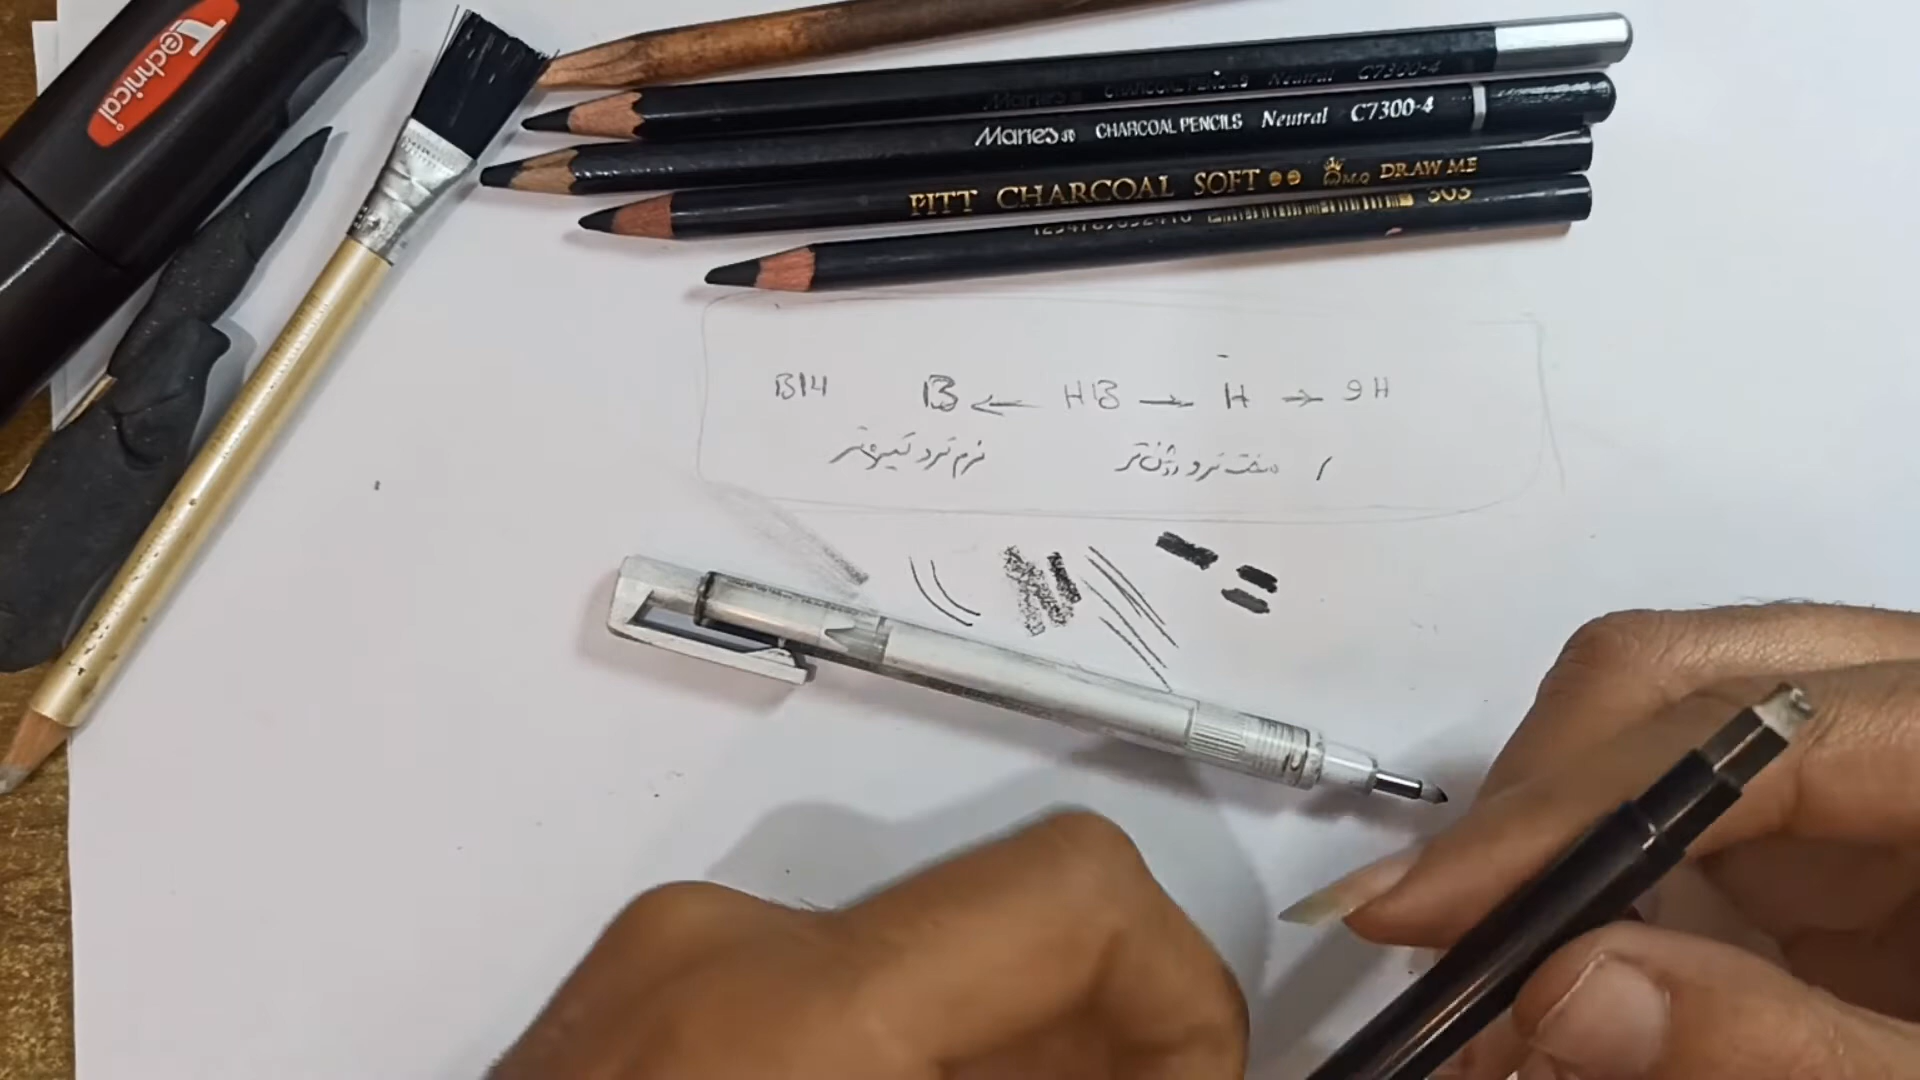 Technical
Marie's CHARCOAL PENCILS Neutral C7300-4
Marie's CHARCOAL PENCILS Neutral C7300-4
PITT CHARCOAL SOFT M.Q DRAW ME
303
B14 B ← HB → H → 9H
نرم تر و تیره تر سفت تر و روشن تر